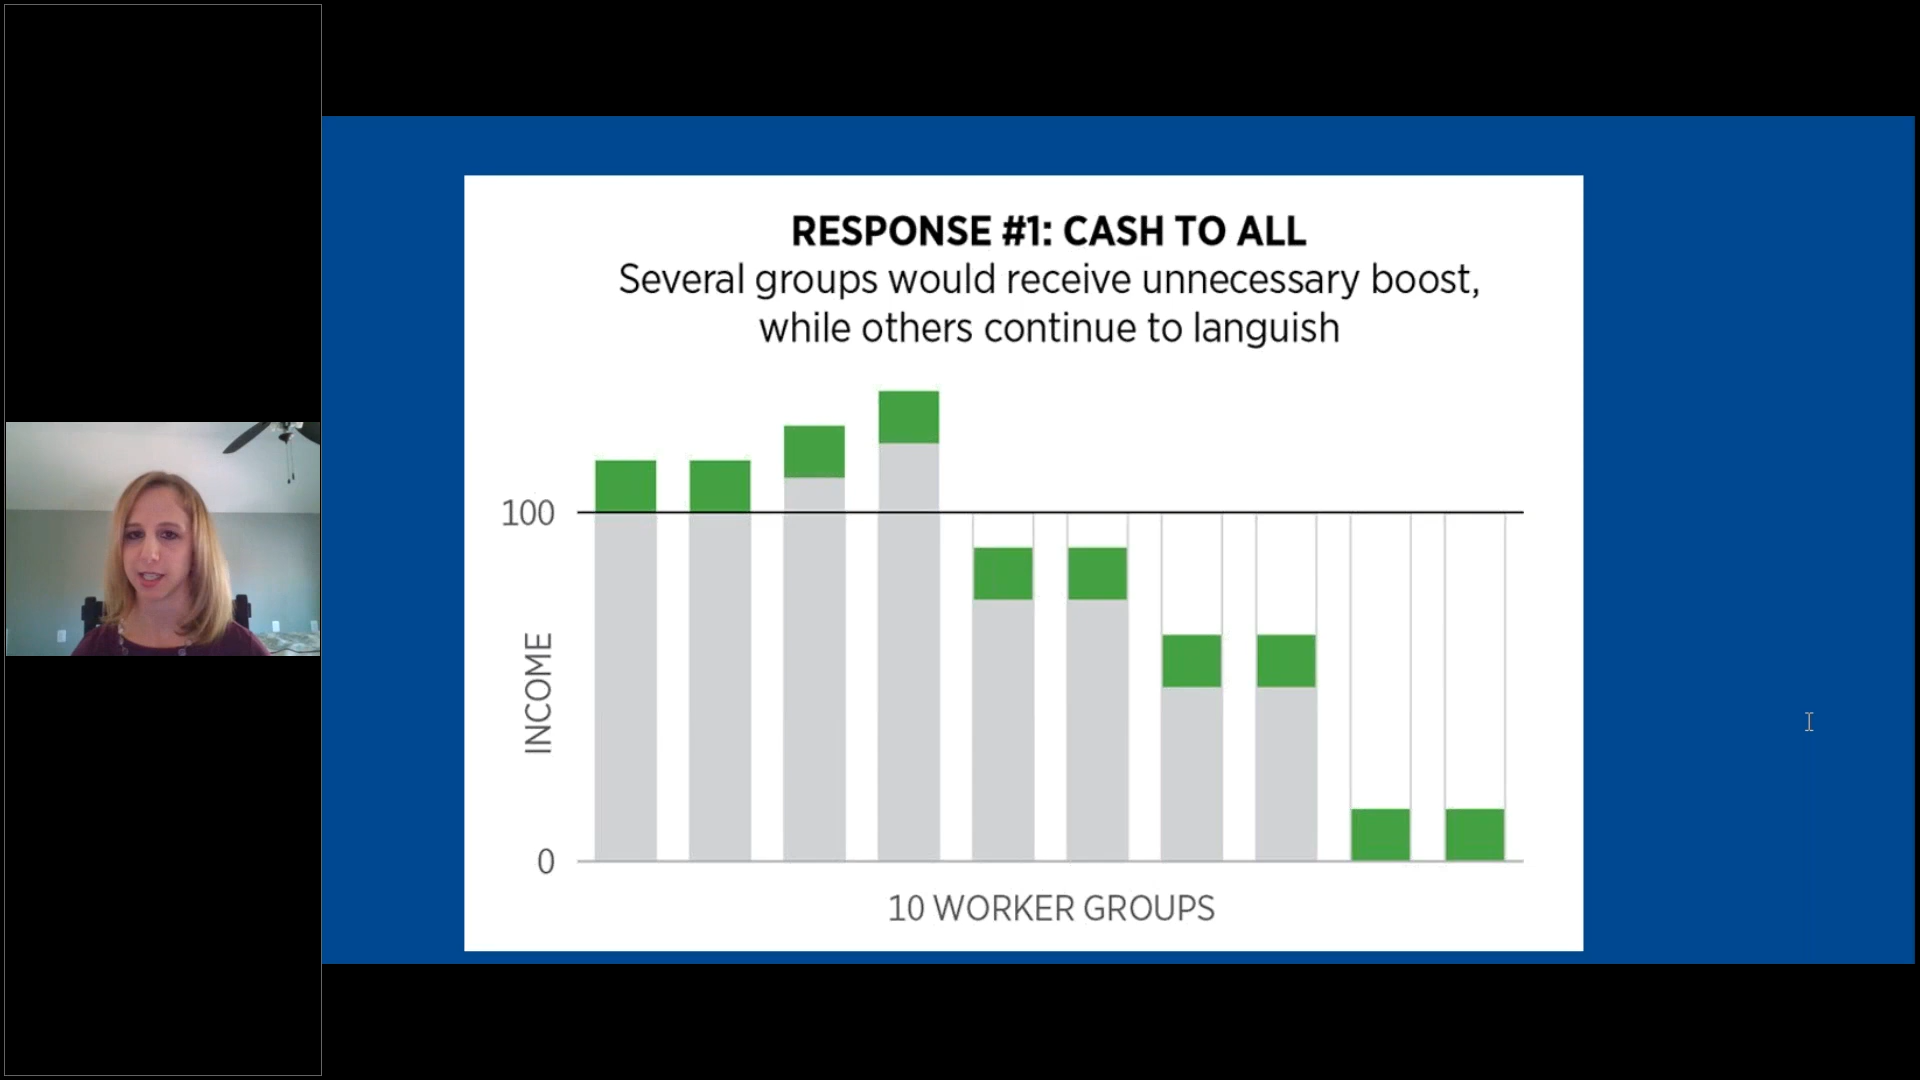 RESPONSE #1: CASH TO ALL
Several groups would receive unnecessary boost,
while others continue to languish
100
INCOME
0
10 WORKER GROUPS